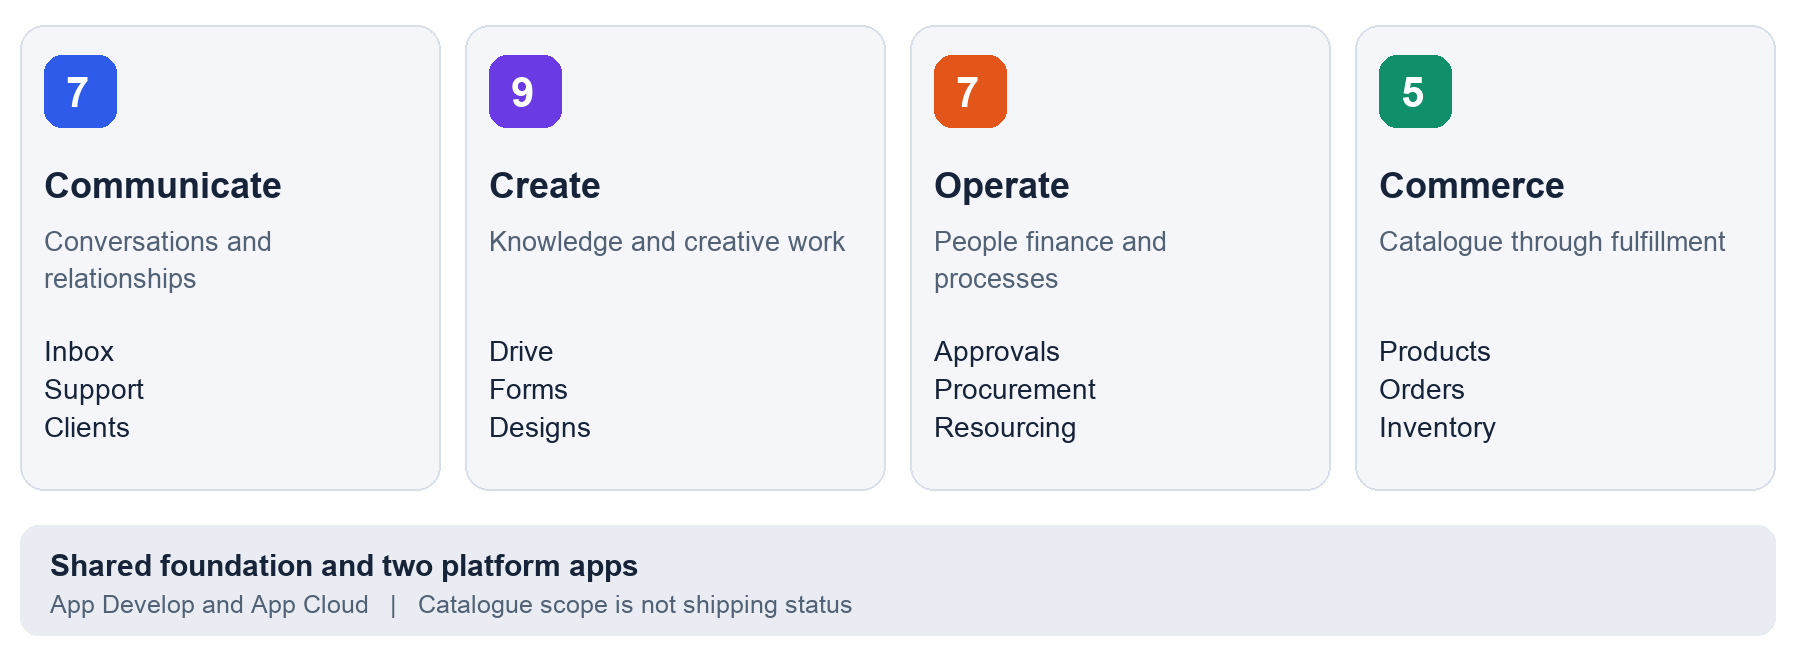 7
Communicate
Conversations and
relationships
Inbox
Support
Clients
9
Create
Knowledge and creative work
Drive
Forms
Designs
7
Operate
People finance and
processes
Approvals
Procurement
Resourcing
5
Commerce
Catalogue through fulfillment
Products
Orders
Inventory
Shared foundation and two platform apps
App Develop and App Cloud | Catalogue scope is not shipping status